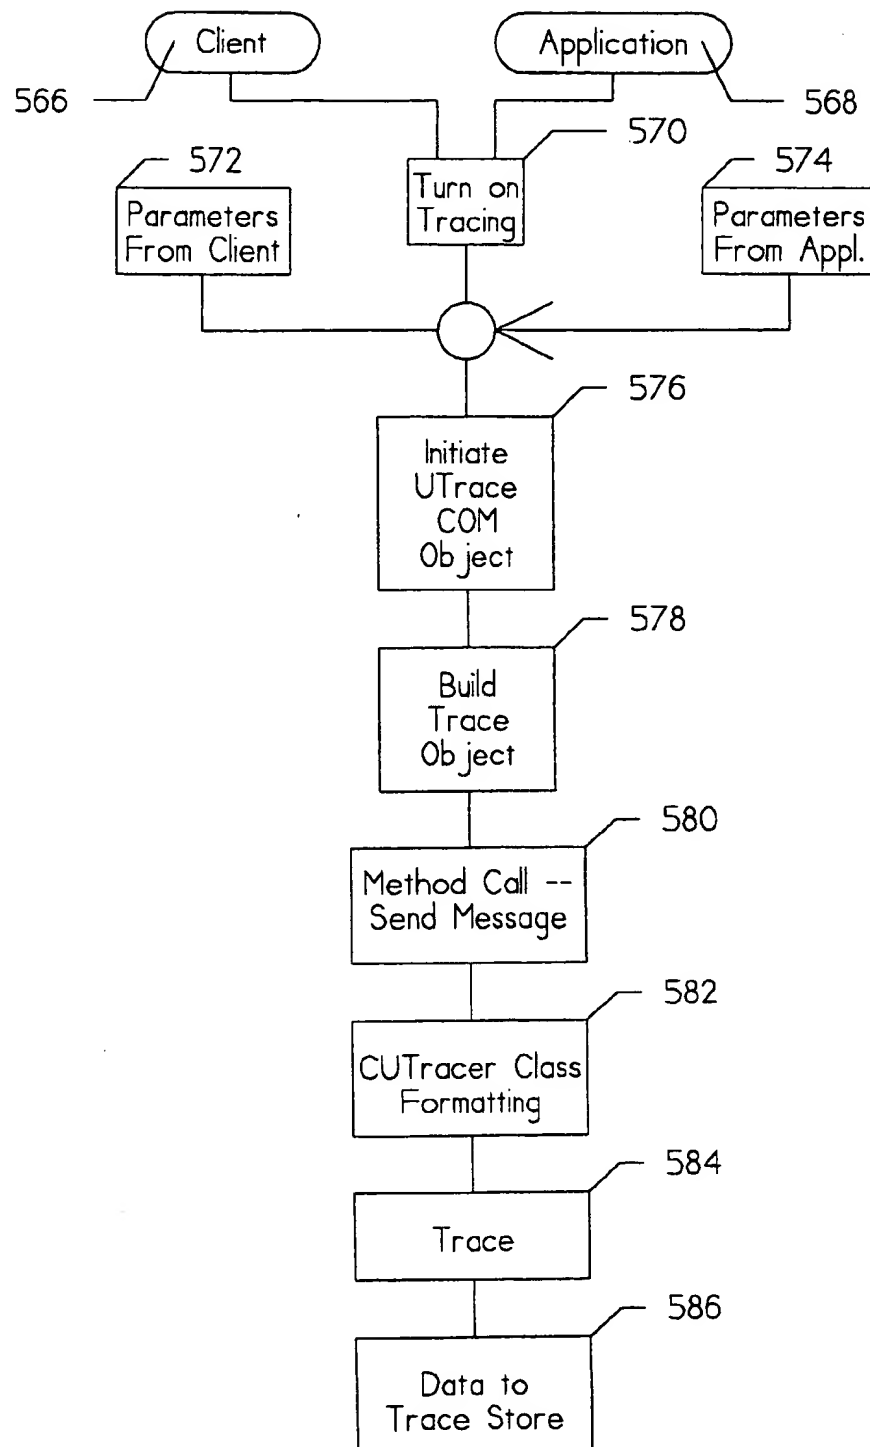 Client
Application
566
568
570
572
574
Turn on
Tracing
Parameters
From Client
Parameters
From Appl.
576
Initiate
UTrace
COM
Object
578
Build
Trace
Object
580
Method Call --
Send Message
582
CUTracer Class
Formatting
584
Trace
586
Data to
Trace Store